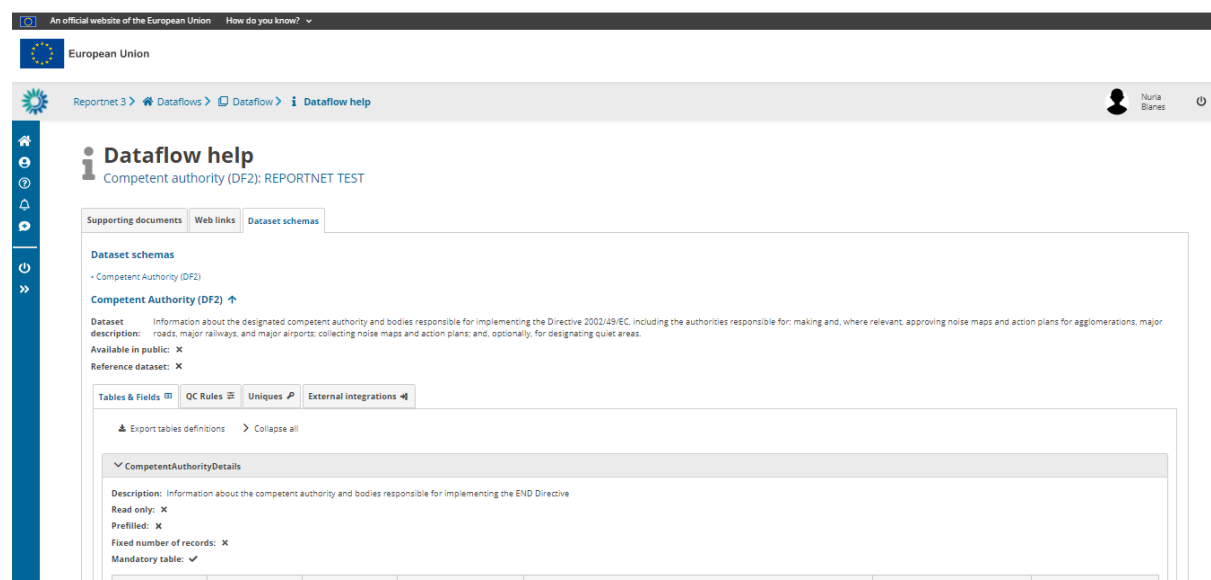 An official website of the European Union How do you know?
European Union
Reportnet 3 Dataflows Dataflow Dataflow help
Nuria
Blanes
Dataflow help
Competent authority (DF2): REPORTNET TEST
Supporting documents Web links Dataset schemas
Dataset schemas
• Competent Authority (DF2)
Competent Authority (DF2)
Dataset Information about the designated competent authority and bodies responsible for implementing the Directive 2002/49/EC, including the authorities responsible for: making and, where relevant, approving noise maps and action plans for agglomerations, major
description: roads, major railways, and major airports; collecting noise maps and action plans; and, optionally, for designating quiet areas.
Available in public:
Reference dataset:
Tables & Fields QC Rules Uniques External integrations
Export tables definitions Collapse all
CompetentAuthorityDetails
Description: Information about the competent authority and bodies responsible for implementing the END Directive
Read only:
Prefilled:
Fixed number of records:
Mandatory table: